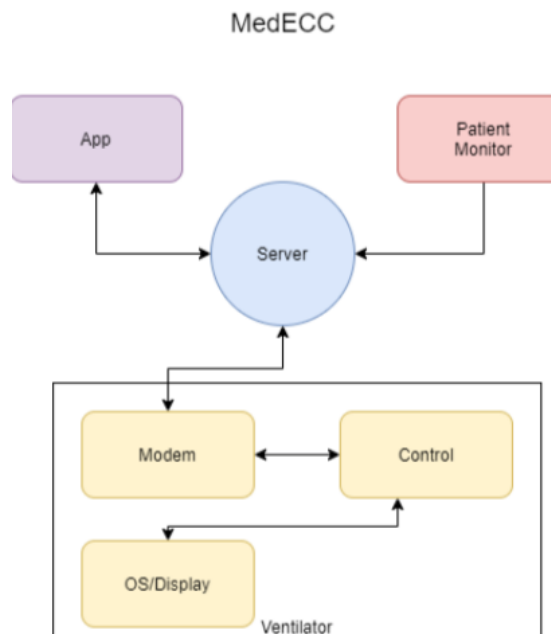 MedECC
App
Patient
Monitor
Server
Modem
Control
OS/Display
Ventilator